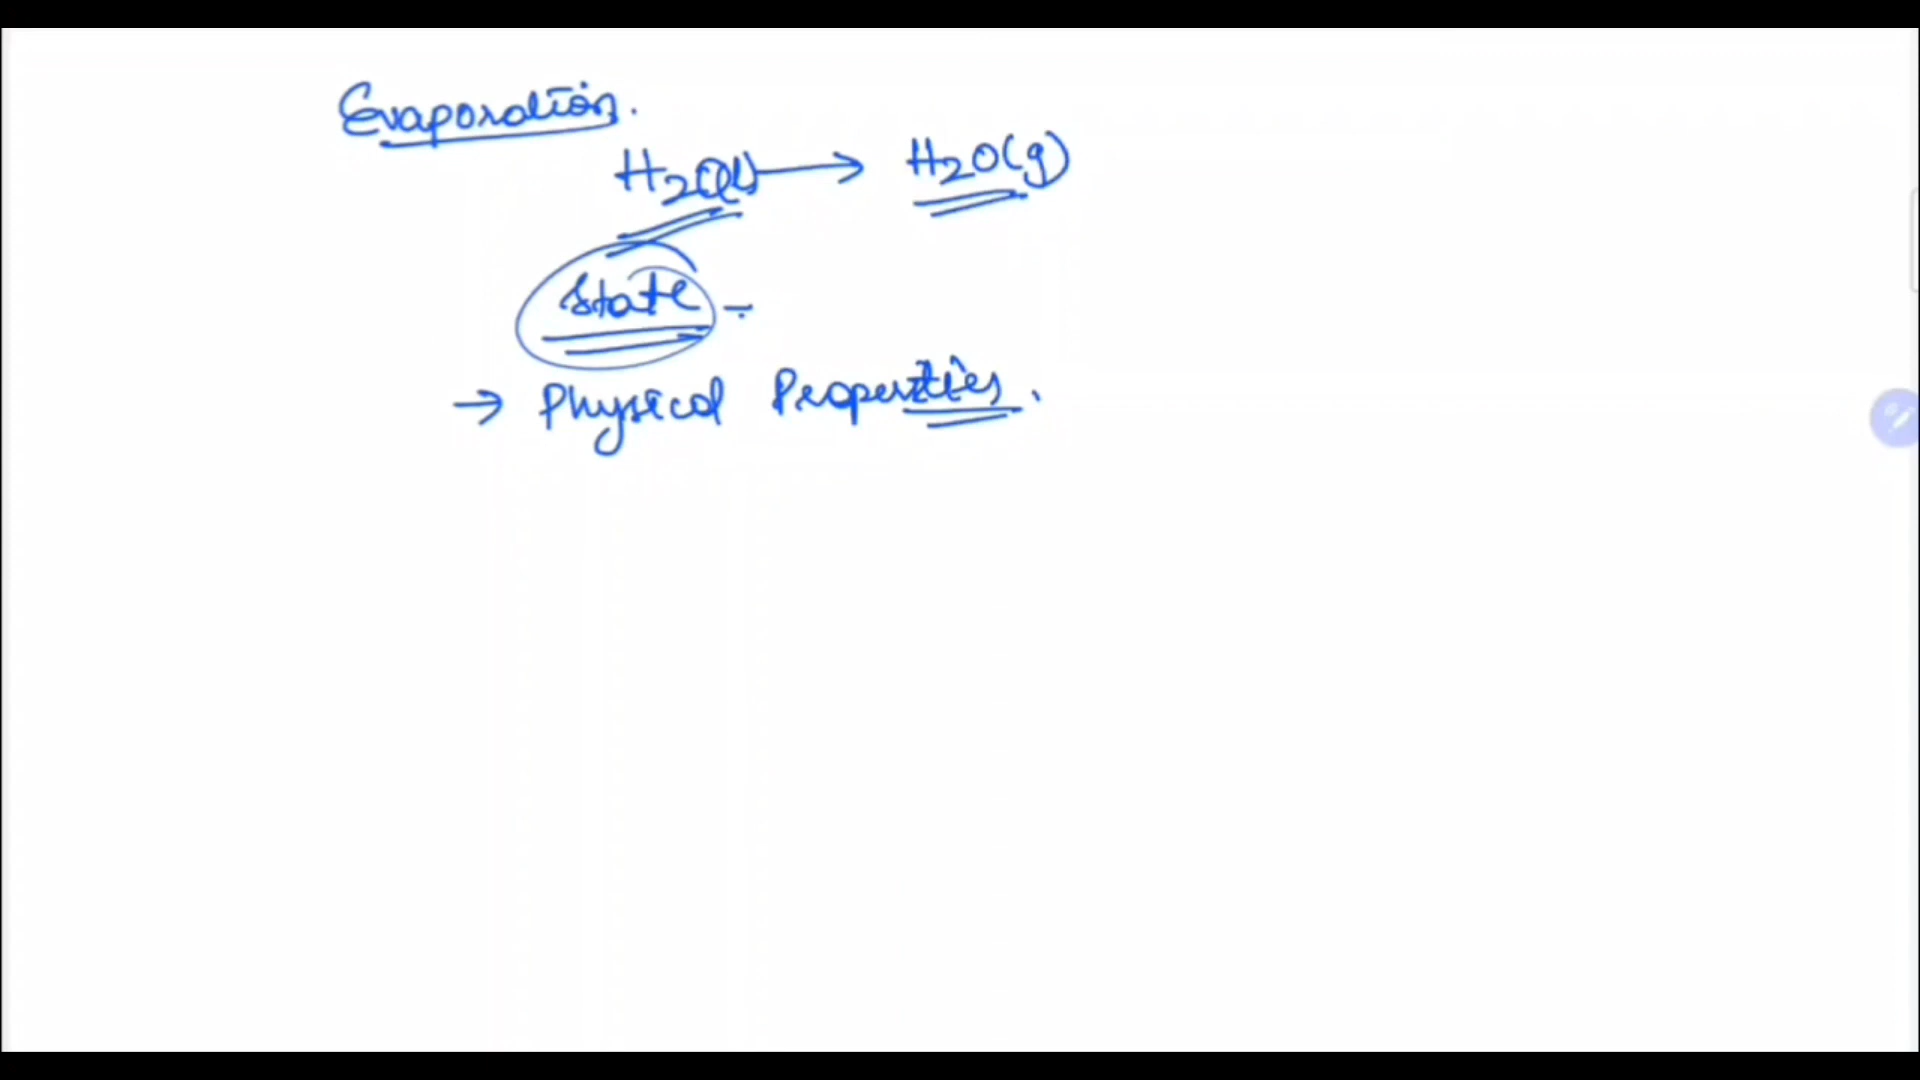 Evaporation.
H2O(l) → H2O(g)
State -
→ Physical Properties.